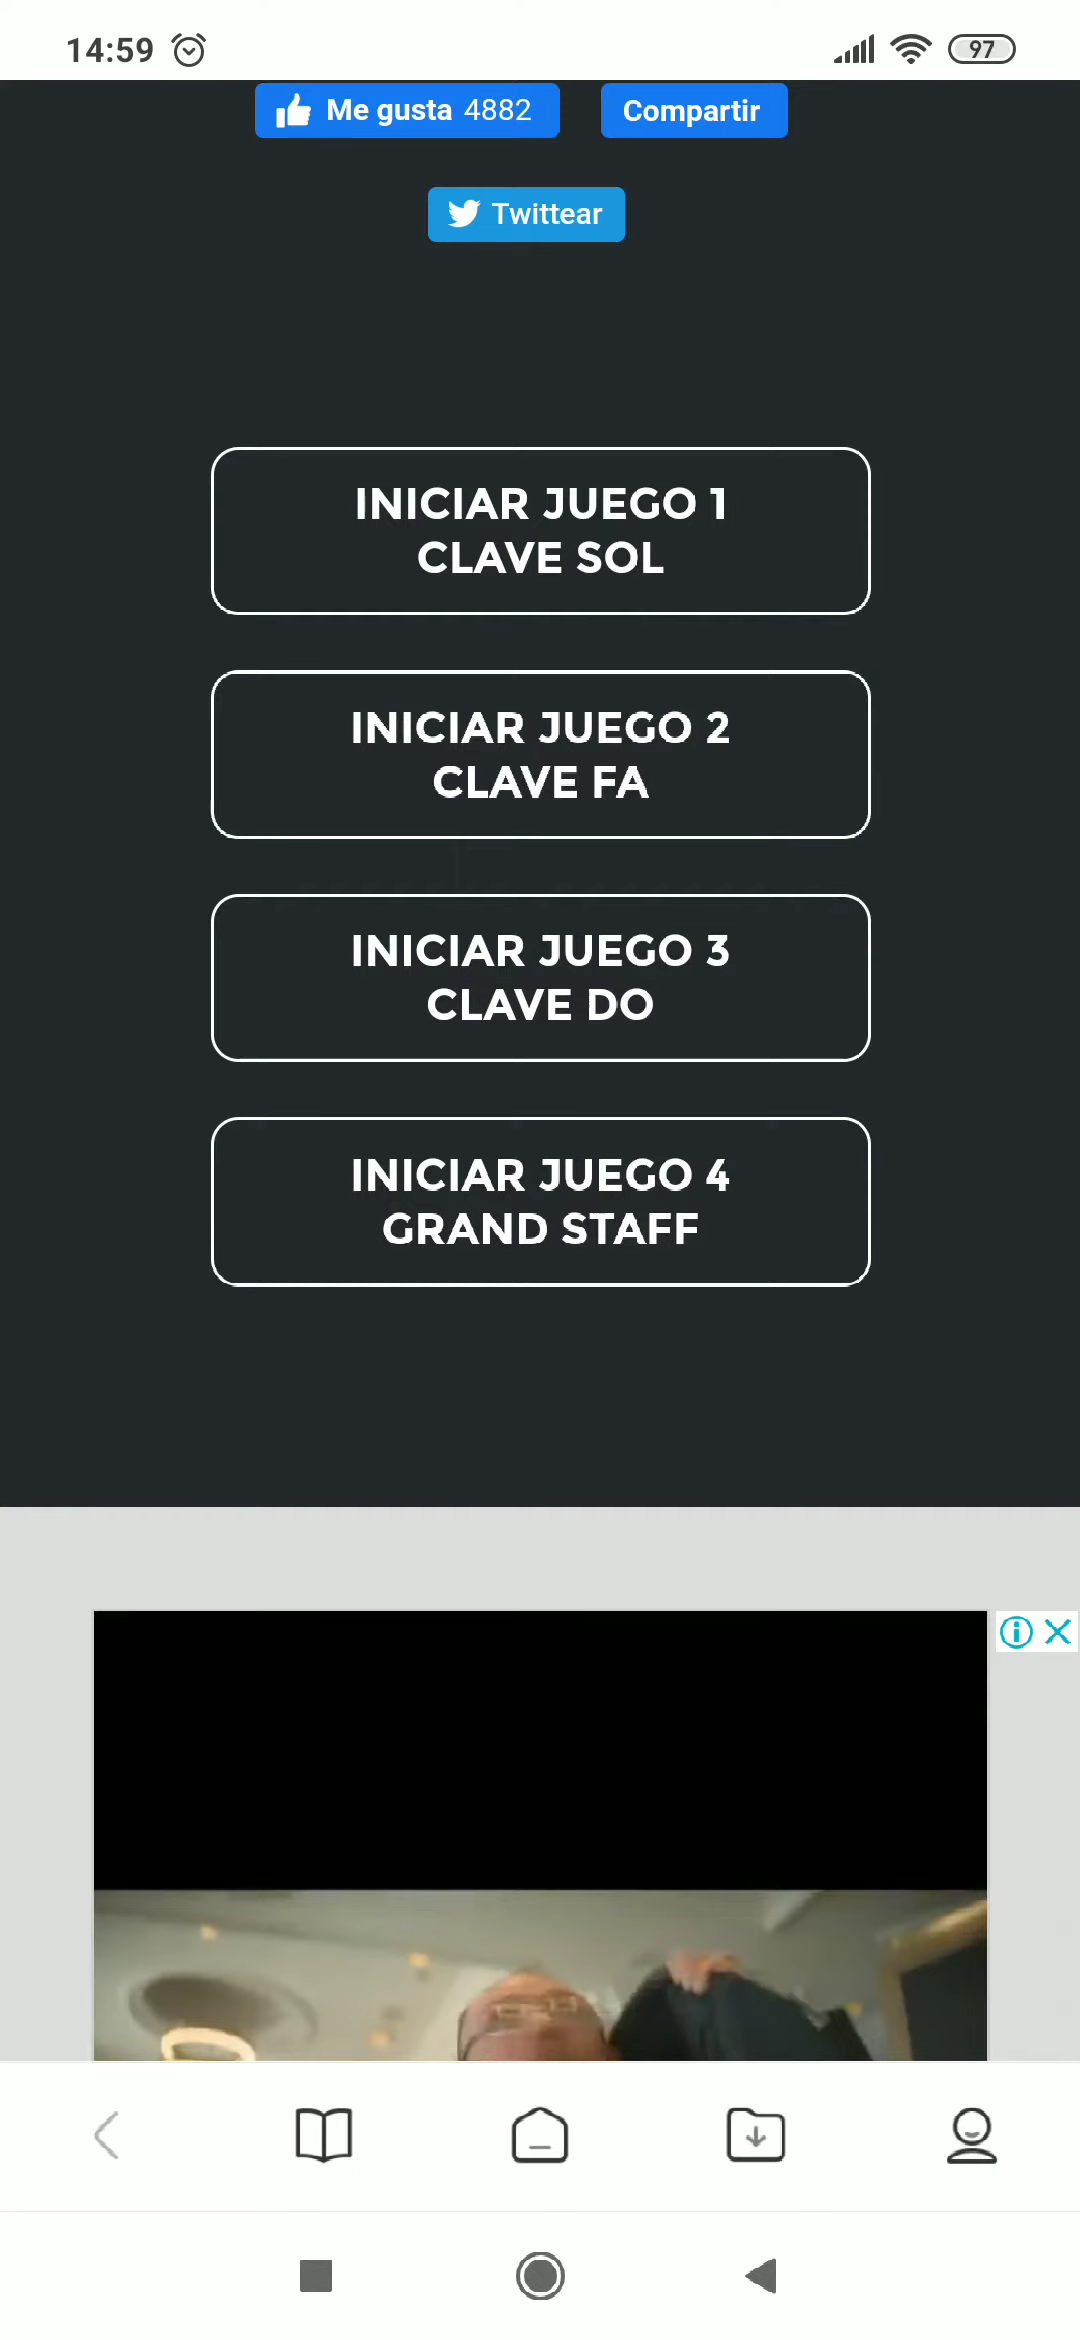 14:59 97
Me gusta 4882 Compartir
Twittear
INICIAR JUEGO 1
CLAVE SOL
INICIAR JUEGO 2
CLAVE FA
INICIAR JUEGO 3
CLAVE DO
INICIAR JUEGO 4
GRAND STAFF